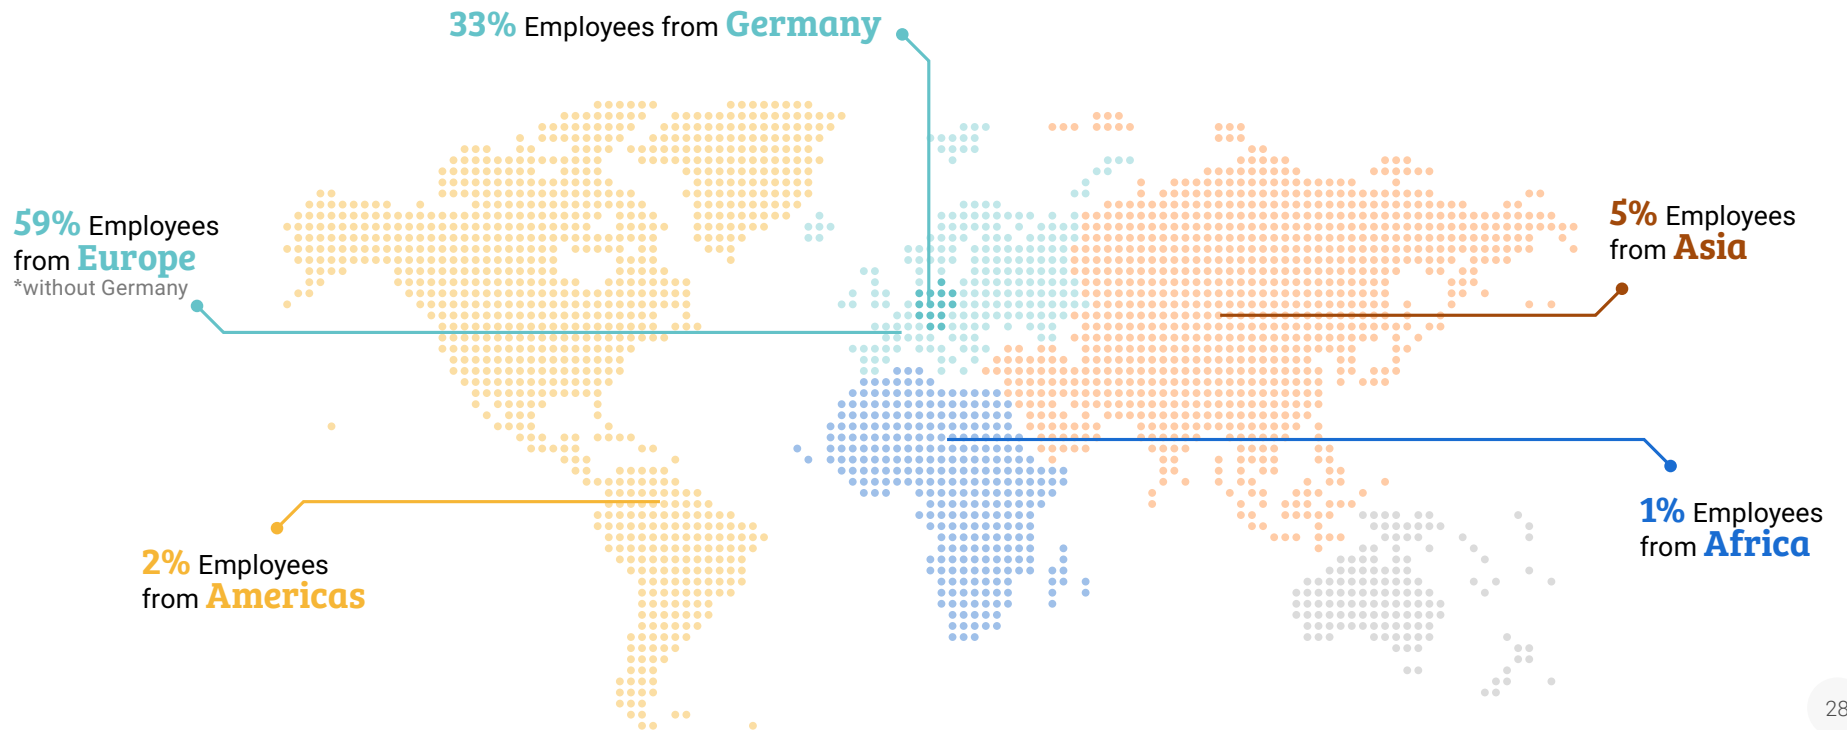 33% Employees from Germany
59% Employees
from Europe
*without Germany
5% Employees
from Asia
1% Employees
from Africa
2% Employees
from Americas
28